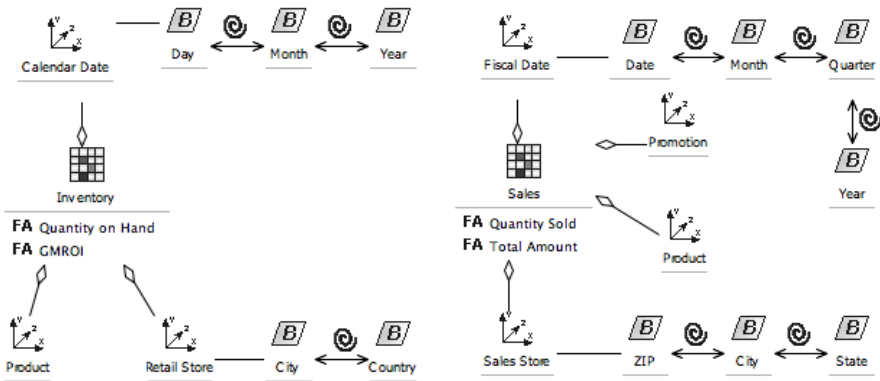 Calendar Date
Day
Month
Year
Inventory
FA Quantity on Hand
FA GMROI
Product
Retail Store
City
Country
Fiscal Date
Date
Month
Quarter
Year
Promotion
Sales
FA Quantity Sold
FA Total Amount
Product
Sales Store
ZIP
City
State